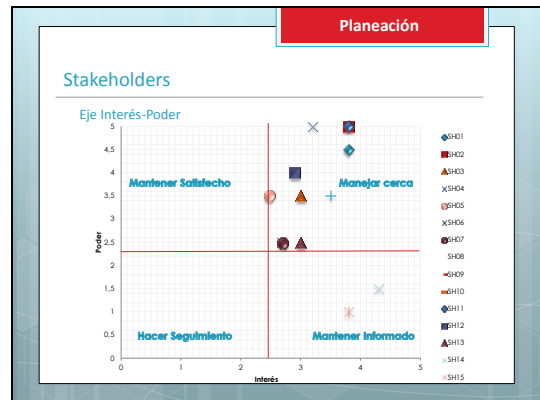 Planeación
Stakeholders
Eje Interés-Poder
5
4,5
4
3,5
3
2,5
2
1,5
1
0,5
0
Poder
Mantener Satisfecho
Manejar cerca
Hacer Seguimiento
Mantener Informado
0
1
2
3
4
5
Interés
SH01
SH02
SH03
SH04
SH05
SH06
SH07
SH08
SH09
SH10
SH11
SH12
SH13
SH14
SH15